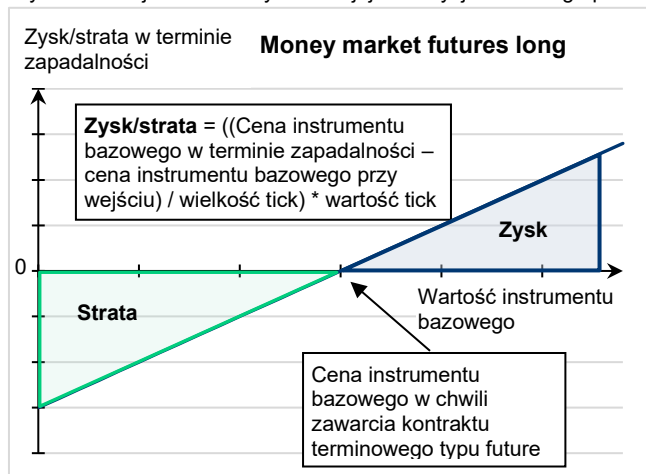 Zysk/strata w terminie
zapadalności
Money market futures long
Zysk/strata = ((Cena instrumentu
bazowego w terminie zapadalności –
cena instrumentu bazowego przy
wejściu) / wielkość tick) * wartość tick
Zysk
0
Strata
Wartość instrumentu
bazowego
Cena instrumentu
bazowego w chwili
zawarcia kontraktu
terminowego typu future